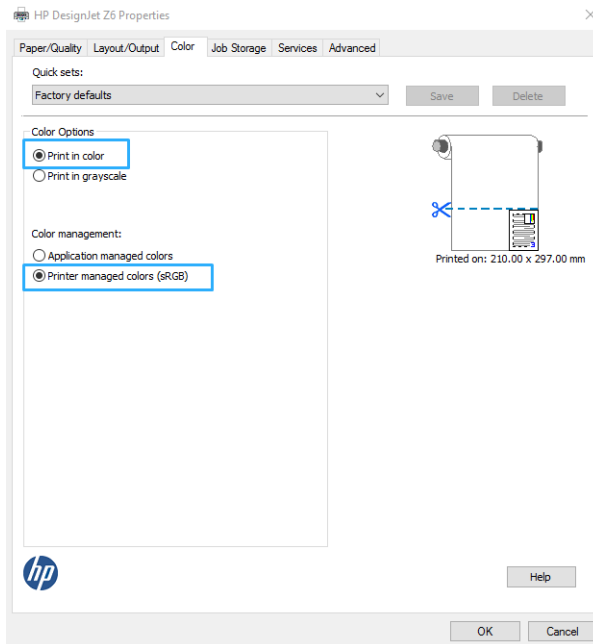 HP DesignJet Z6 Properties
Paper/Quality Layout/Output Color Job Storage Services Advanced
Quick sets:
Factory defaults
Save Delete
Color Options
Print in color
Print in grayscale
Color management:
Application managed colors
Printer managed colors (sRGB)
Printed on: 210.00 x 297.00 mm
hp
Help
OK Cancel